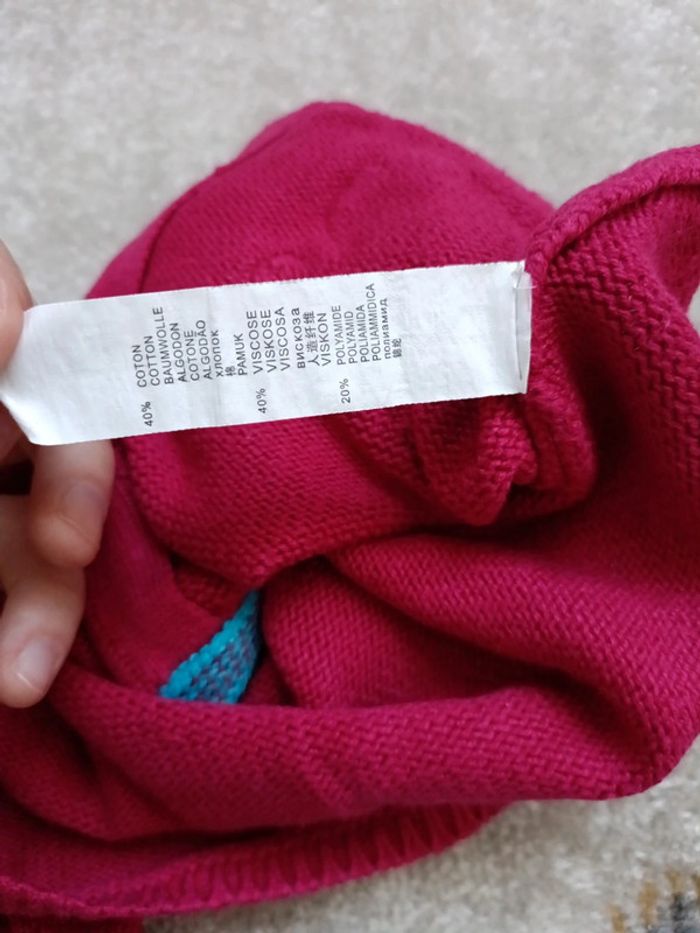 40% COTON
COTTON
BAUMWOLLE
ALGODON
COTONE
ALGODÃO
хлопок
棉
PAMUK
40% VISCOSE
VISKOSE
VISCOSA
вискоза
人造纤维
VISKON
20% POLYAMIDE
POLYAMID
POLIAMIDA
POLIAMMIDICA
полиамид
锦纶